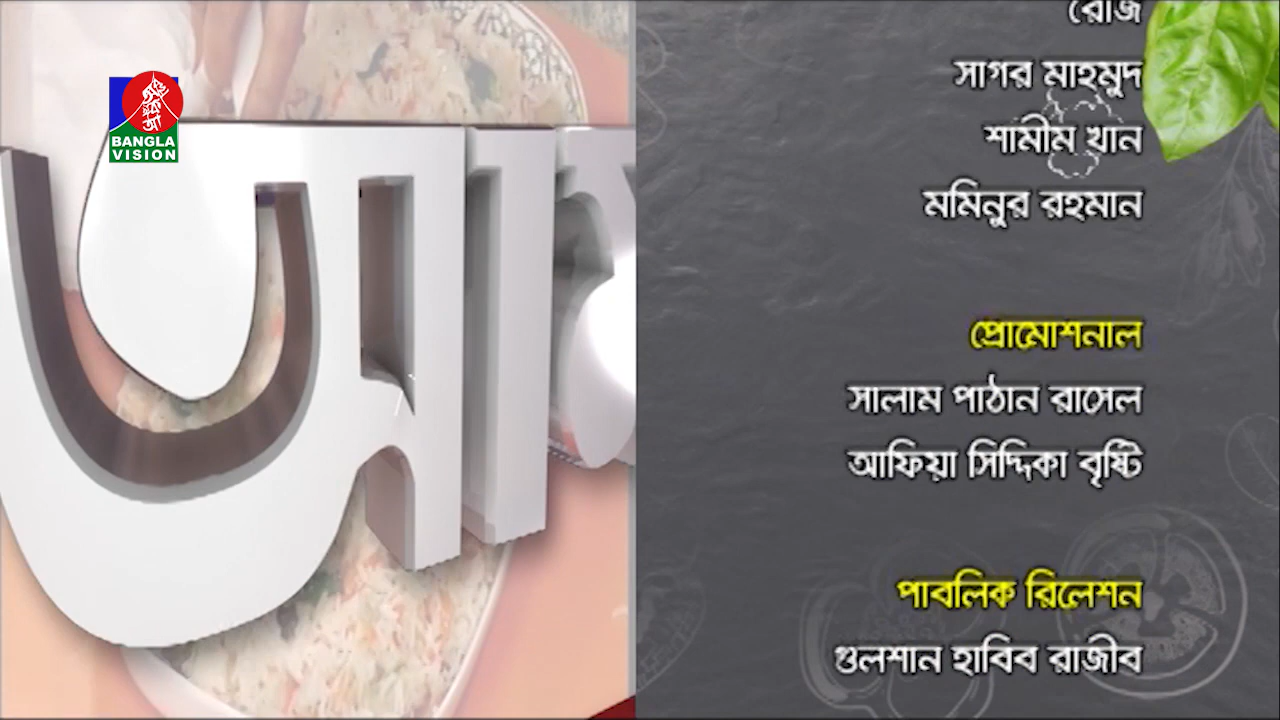 BANGLA
VISION
রোজ
সাগর মাহমুদ
শামীম খান
মমিনুর রহমান
প্রোমোশনাল
সালাম পাঠান রাসেল
আফিয়া সিদ্দিকা বৃষ্টি
পাবলিক রিলেশন
গুলশান হাবিব রাজীব